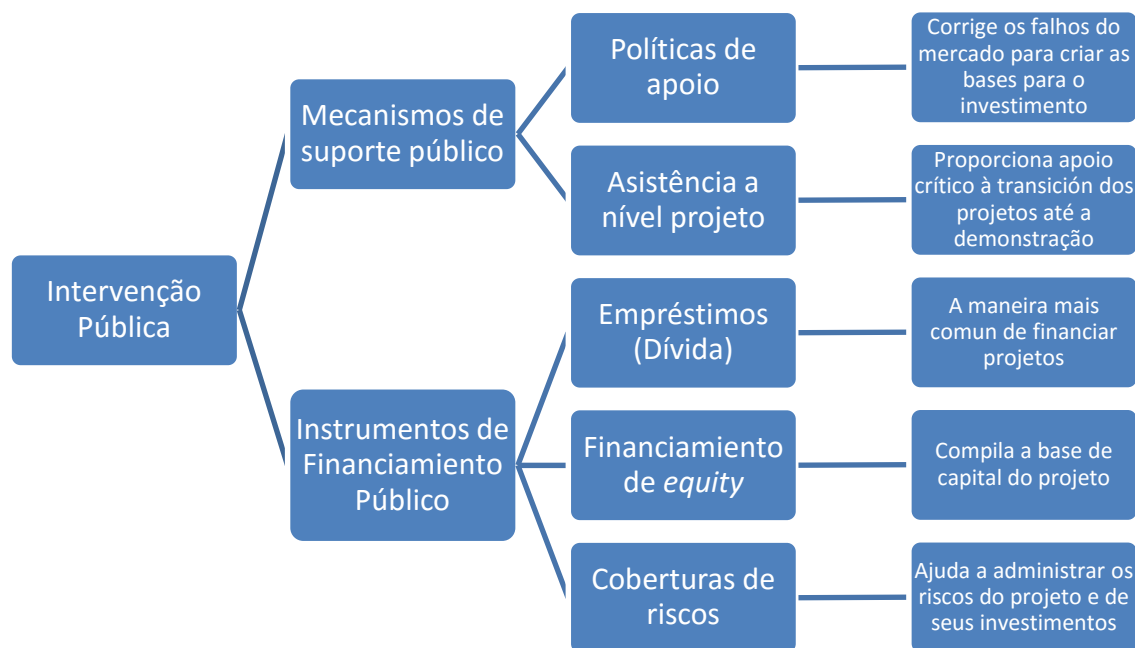 Intervenção
Pública
Mecanismos de
suporte público
Políticas de
apoio
Corrige os falhos do
mercado para criar as
bases para o
investimento
Asistência a
nível projeto
Proporciona apoio
crítico à transición dos
projetos até a
demonstração
Instrumentos de
Financiamiento
Público
Empréstimos
(Dívida)
A maneira mais
comun de financiar
projetos
Financiamiento
de equity
Compila a base de
capital do projeto
Coberturas de
riscos
Ajuda a administrar os
riscos do projeto e de
seus investimentos